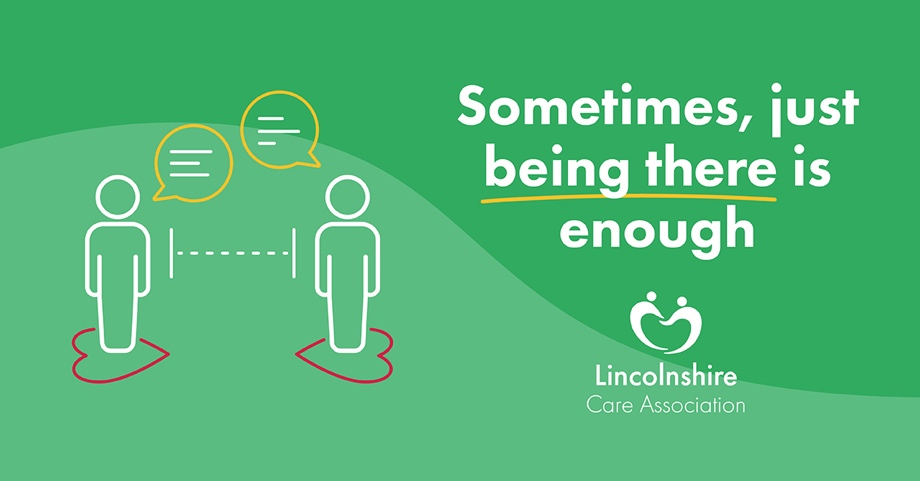 Sometimes, just
being there is
enough
Lincolnshire
Care Association